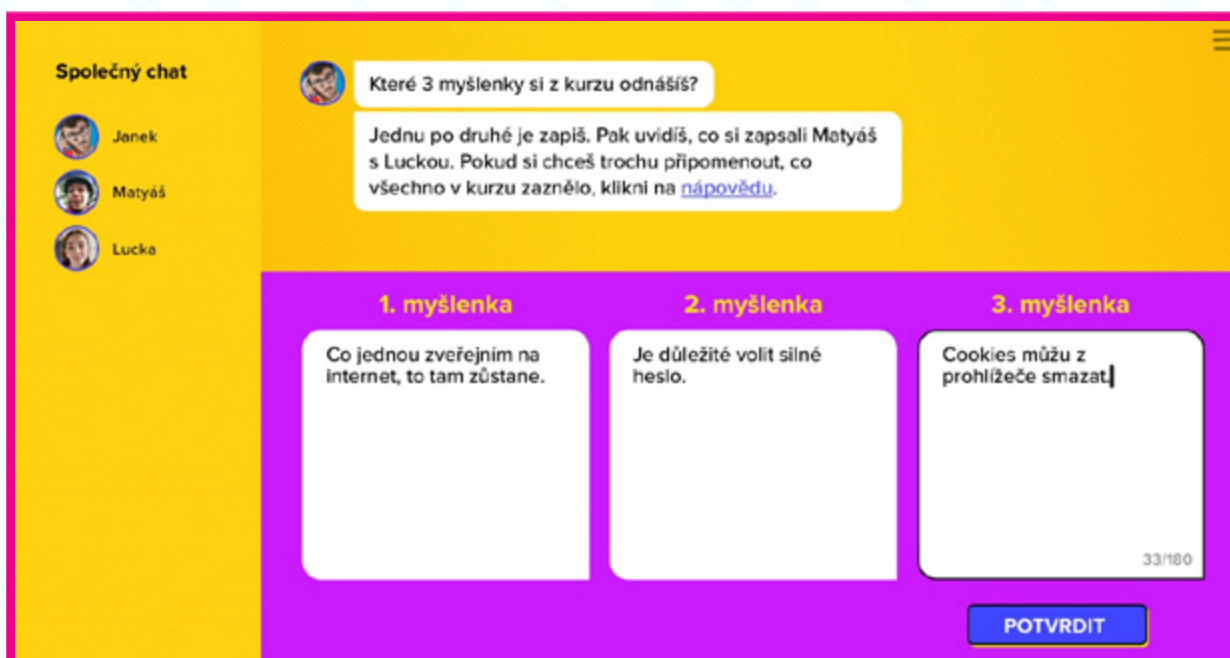 Společný chat
Janek
Matyáš
Lucka
Které 3 myšlenky si z kurzu odnášíš?
Jednu po druhé je zapiš. Pak uvidíš, co si zapsali Matyáš
s Luckou. Pokud si chceš trochu připomenout, co
všechno v kurzu zaznělo, klikni na nápovědu.
1. myšlenka
Co jednou zveřejním na
internet, to tam zůstane.
2. myšlenka
Je důležité volit silné
heslo.
3. myšlenka
Cookies můžu z
prohlížeče smazat.
33/180
POTVRDIT